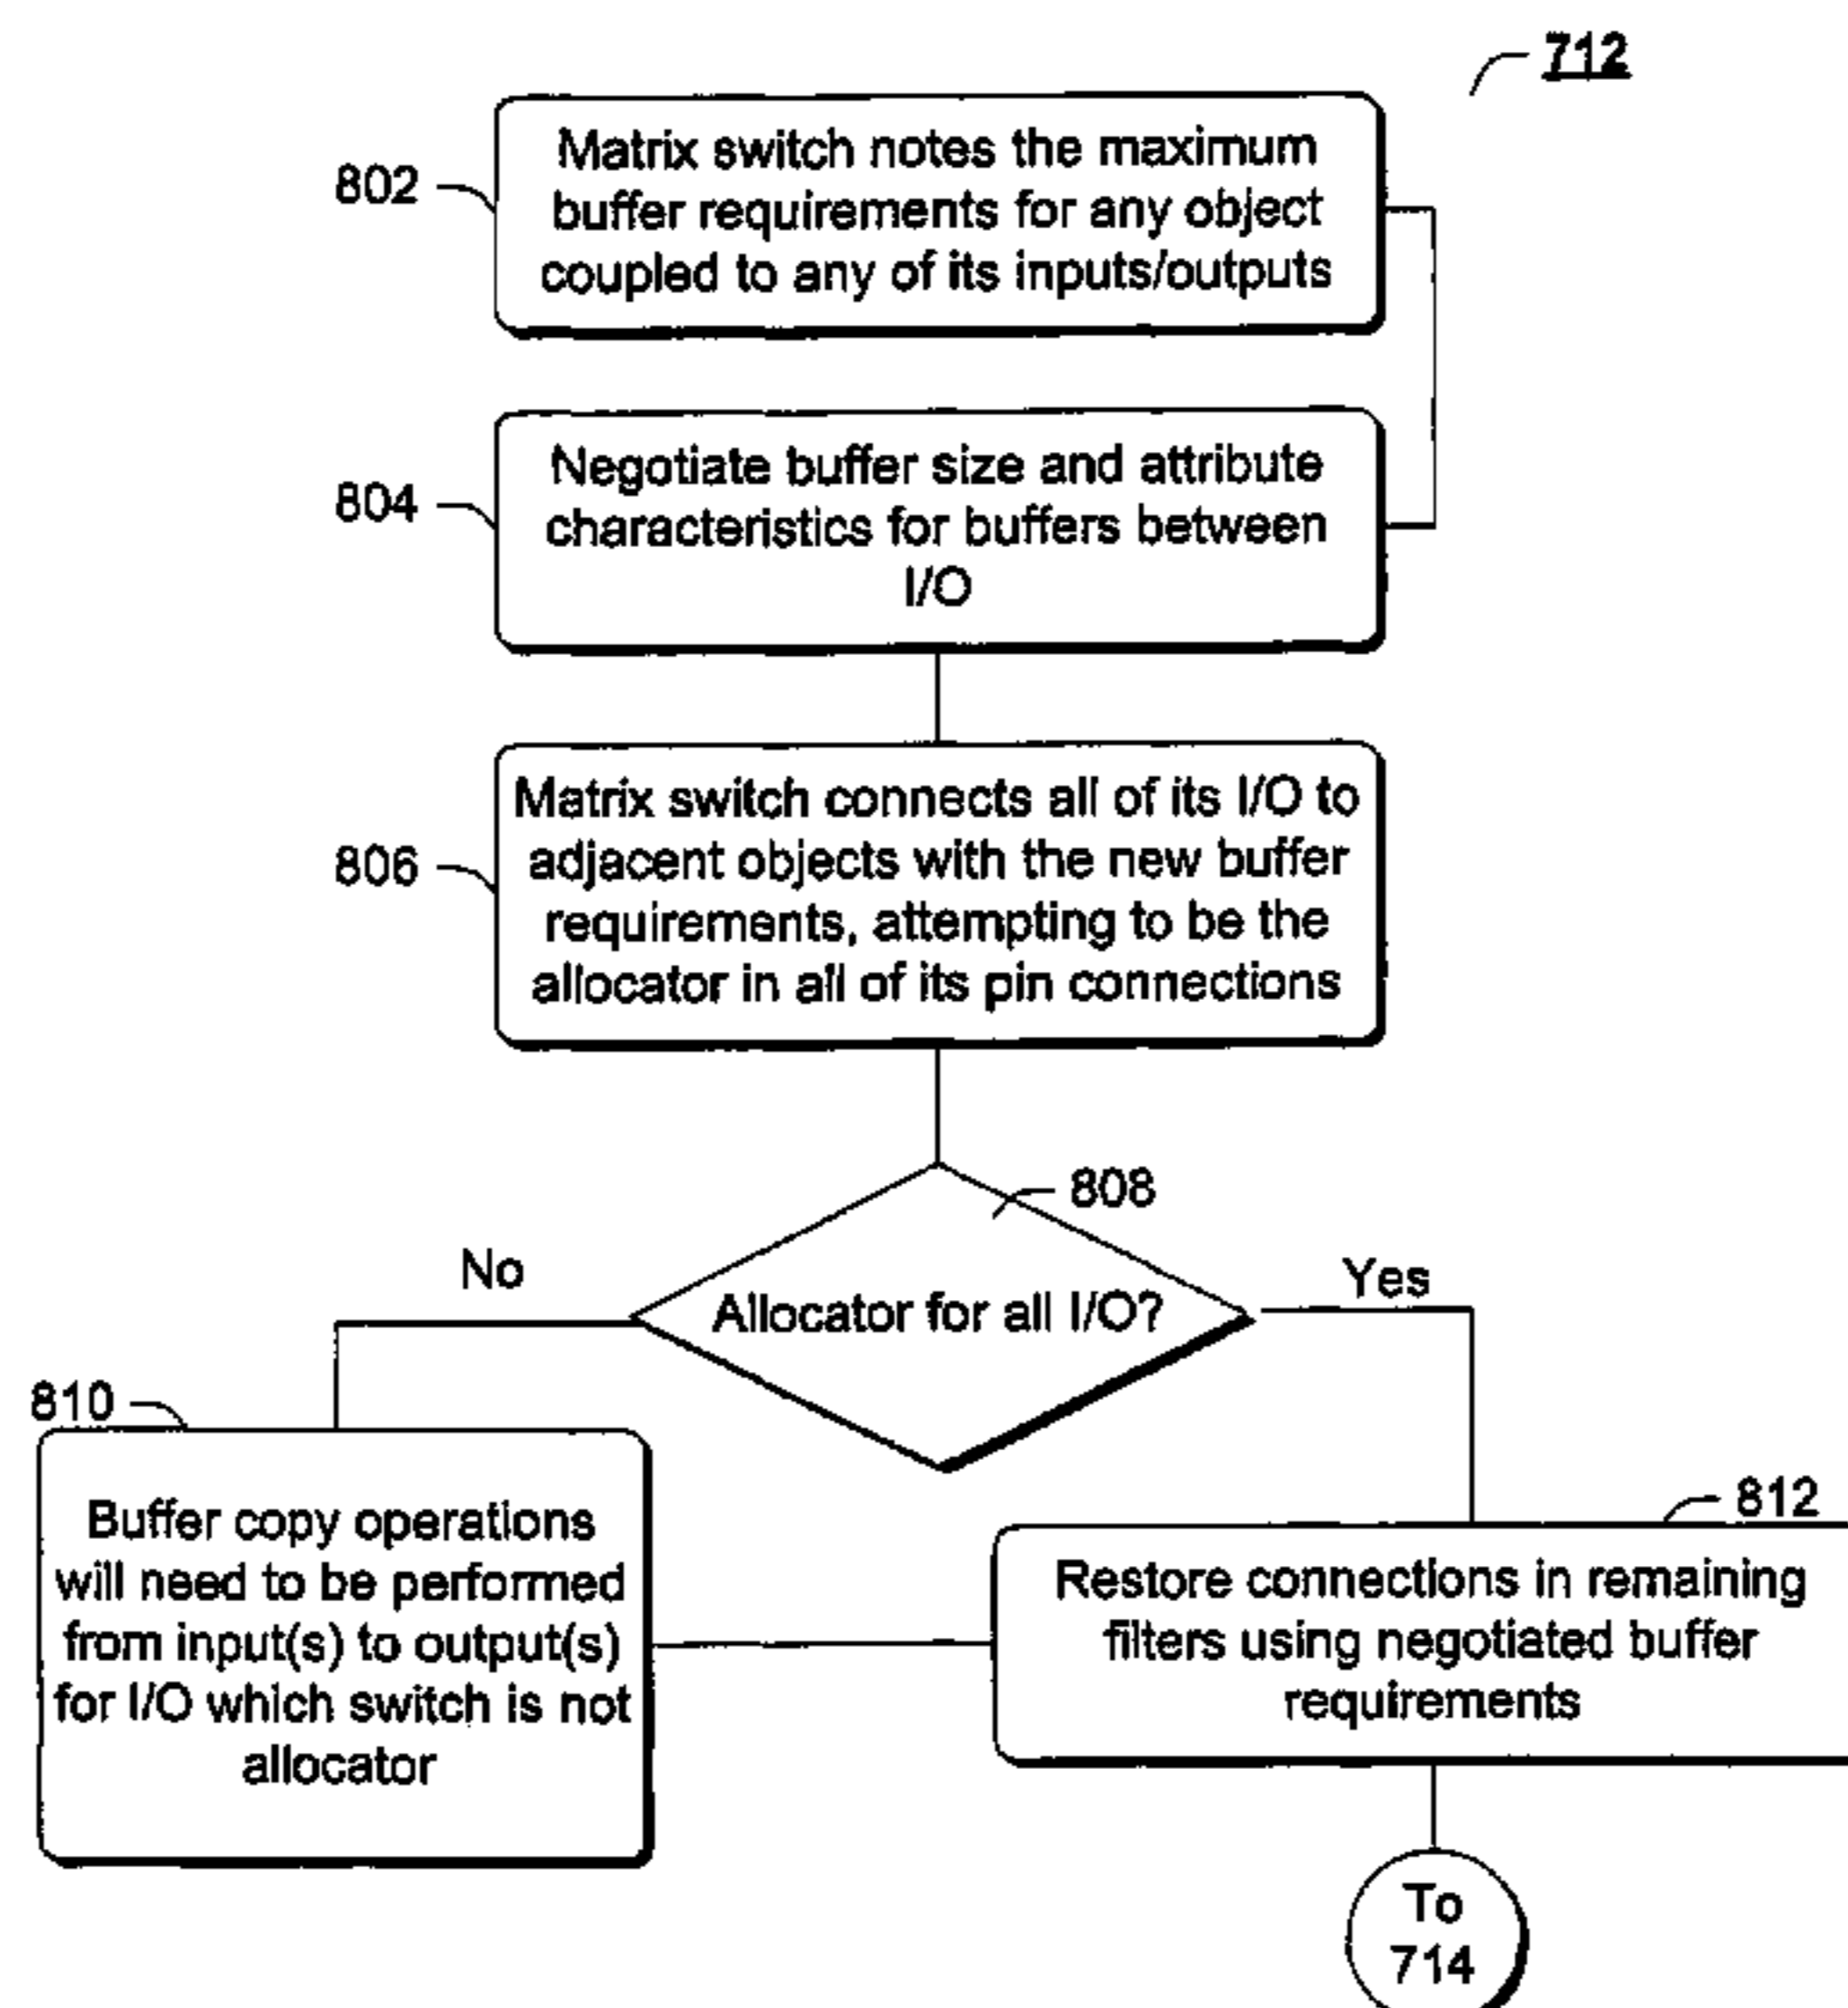 712
802
Matrix switch notes the maximum
buffer requirements for any object
coupled to any of its inputs/outputs
804
Negotiate buffer size and attribute
characteristics for buffers between
I/O
806
Matrix switch connects all of its I/O to
adjacent objects with the new buffer
requirements, attempting to be the
allocator in all of its pin connections
808
Allocator for all I/O?
No
Yes
810
Buffer copy operations
will need to be performed
from input(s) to output(s)
for I/O which switch is not
allocator
812
Restore connections in remaining
filters using negotiated buffer
requirements
To
714